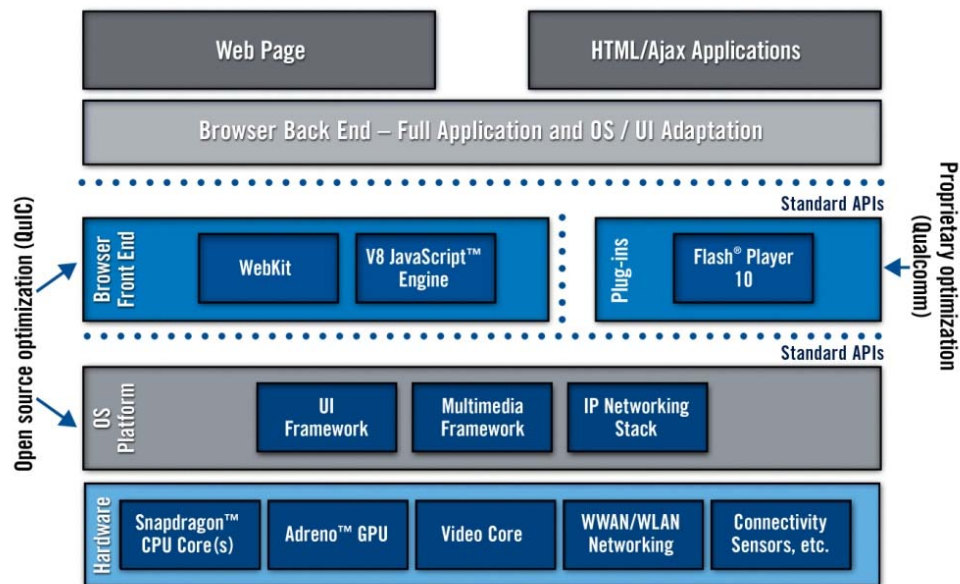 Web Page
HTML/Ajax Applications
Browser Back End – Full Application and OS / UI Adaptation
Standard APIs
Open source optimization (QuIC)
Proprietary optimization
(Qualcomm)
Browser
Front End
WebKit
V8 JavaScript™
Engine
Plug-ins
Flash® Player
10
Standard APIs
OS
Platform
UI
Framework
Multimedia
Framework
IP Networking
Stack
Hardware
Snapdragon™
CPU Core(s)
Adreno™ GPU
Video Core
WWAN/WLAN
Networking
Connectivity
Sensors, etc.